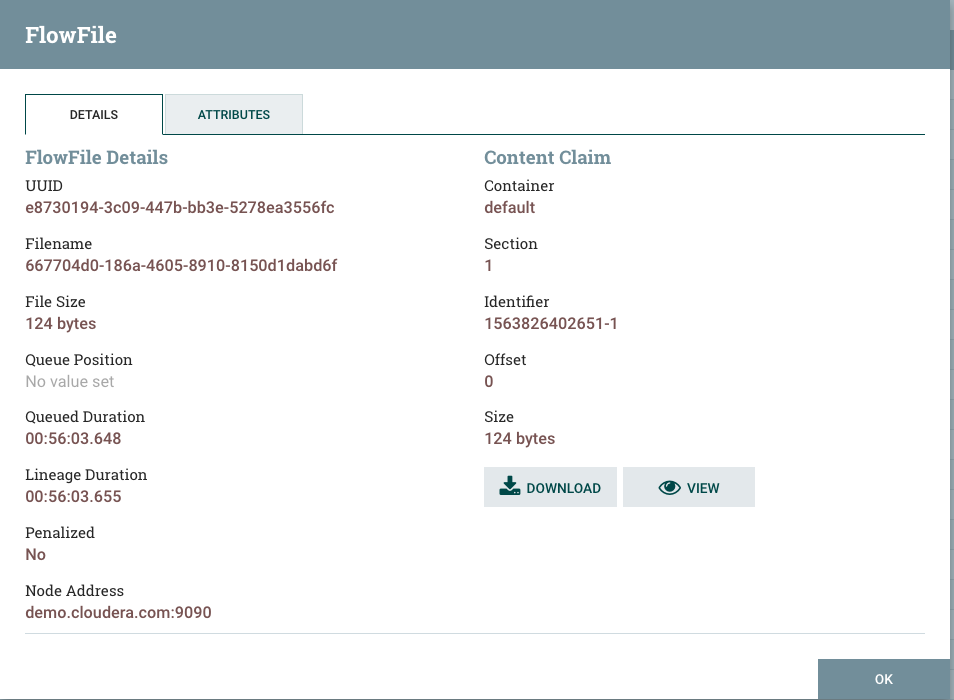 FlowFile
DETAILS
ATTRIBUTES
FlowFile Details
UUID
e8730194-3c09-447b-bb3e-5278ea3556fc
Filename
667704d0-186a-4605-8910-8150d1dabd6f
File Size
124 bytes
Queue Position
No value set
Queued Duration
00:56:03.648
Lineage Duration
00:56:03.655
Penalized
No
Node Address
demo.cloudera.com:9090
Content Claim
Container
default
Section
1
Identifier
1563826402651-1
Offset
0
Size
124 bytes
DOWNLOAD
VIEW
OK